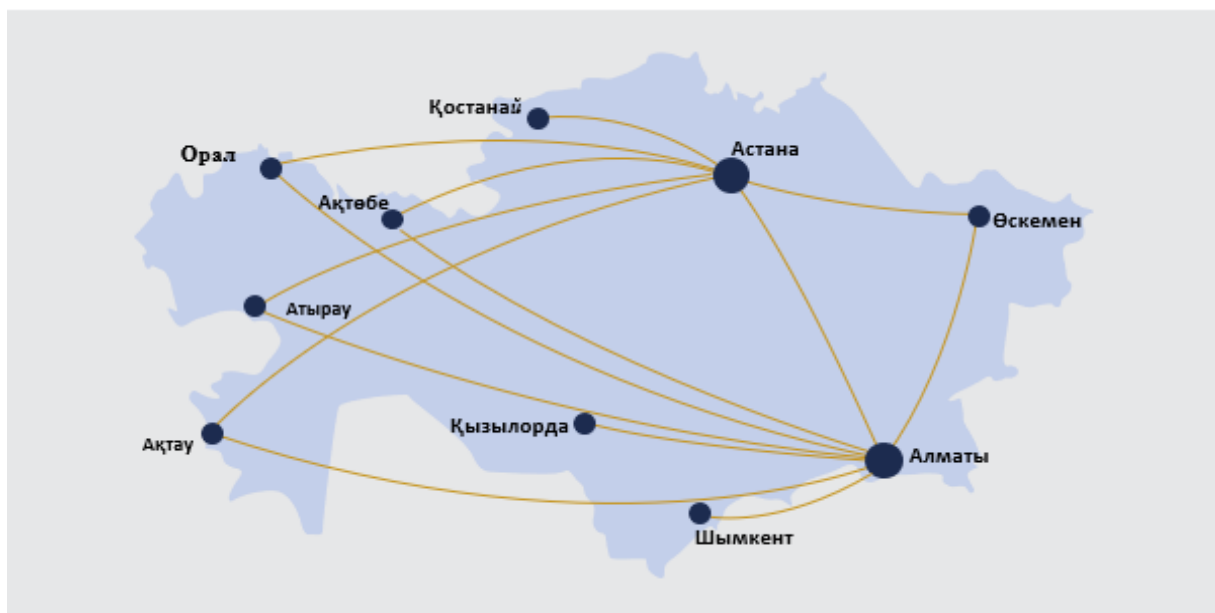 Қостанай
Астана
Орал
Ақтөбе
Өскемен
Атырау
Қызылорда
Ақтау
Алматы
Шымкент